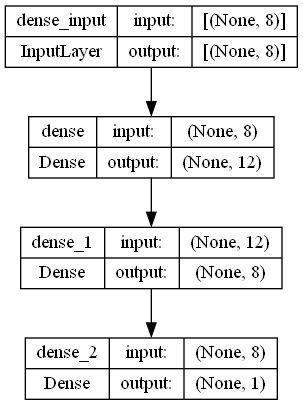 dense_input input: [(None, 8)]
InputLayer output: [(None, 8)]
dense input: (None, 8)
Dense output: (None, 12)
dense_1 input: (None, 12)
Dense output: (None, 8)
dense_2 input: (None, 8)
Dense output: (None, 1)